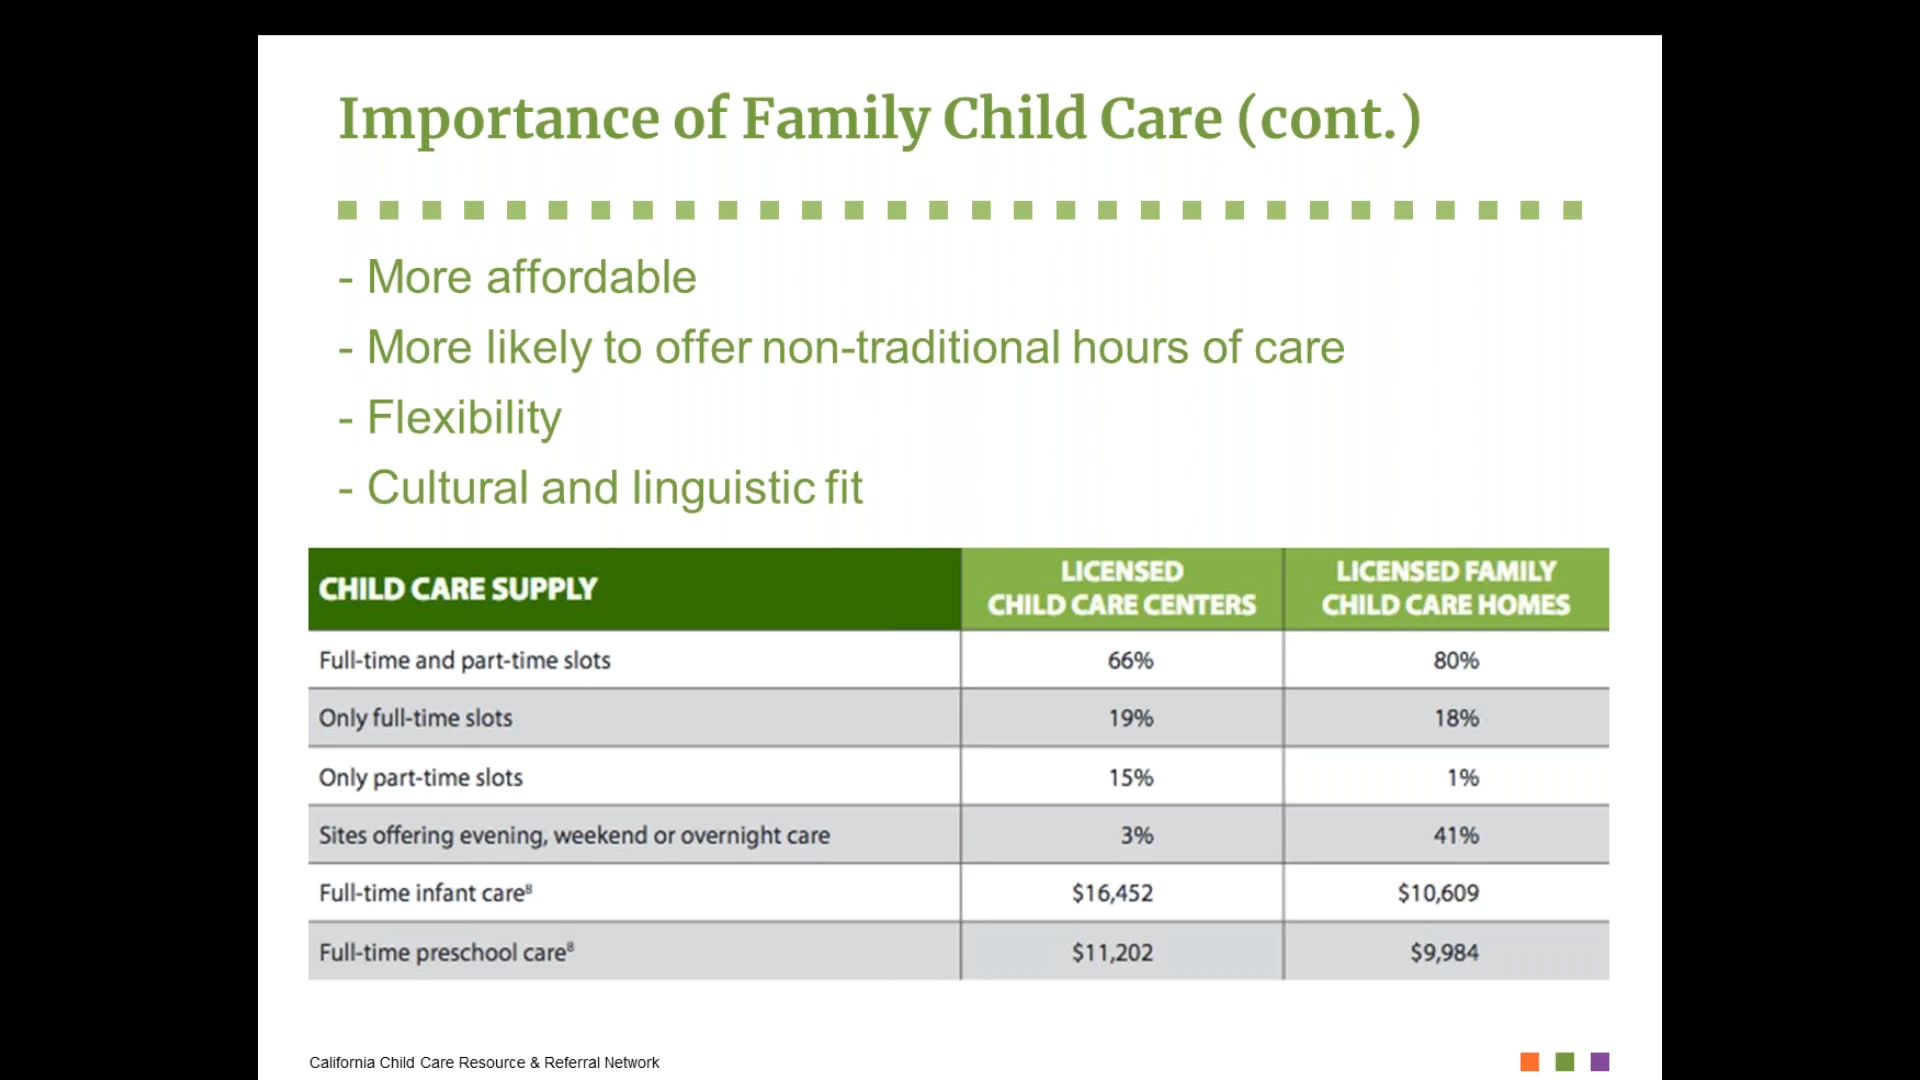 Importance of Family Child Care (cont.)
- More affordable
- More likely to offer non-traditional hours of care
- Flexibility
- Cultural and linguistic fit
CHILD CARE SUPPLY LICENSED CHILD CARE CENTERS LICENSED FAMILY CHILD CARE HOMES
Full-time and part-time slots 66% 80%
Only full-time slots 19% 18%
Only part-time slots 15% 1%
Sites offering evening, weekend or overnight care 3% 41%
Full-time infant care⁸ $16,452 $10,609
Full-time preschool care⁸ $11,202 $9,984
California Child Care Resource & Referral Network